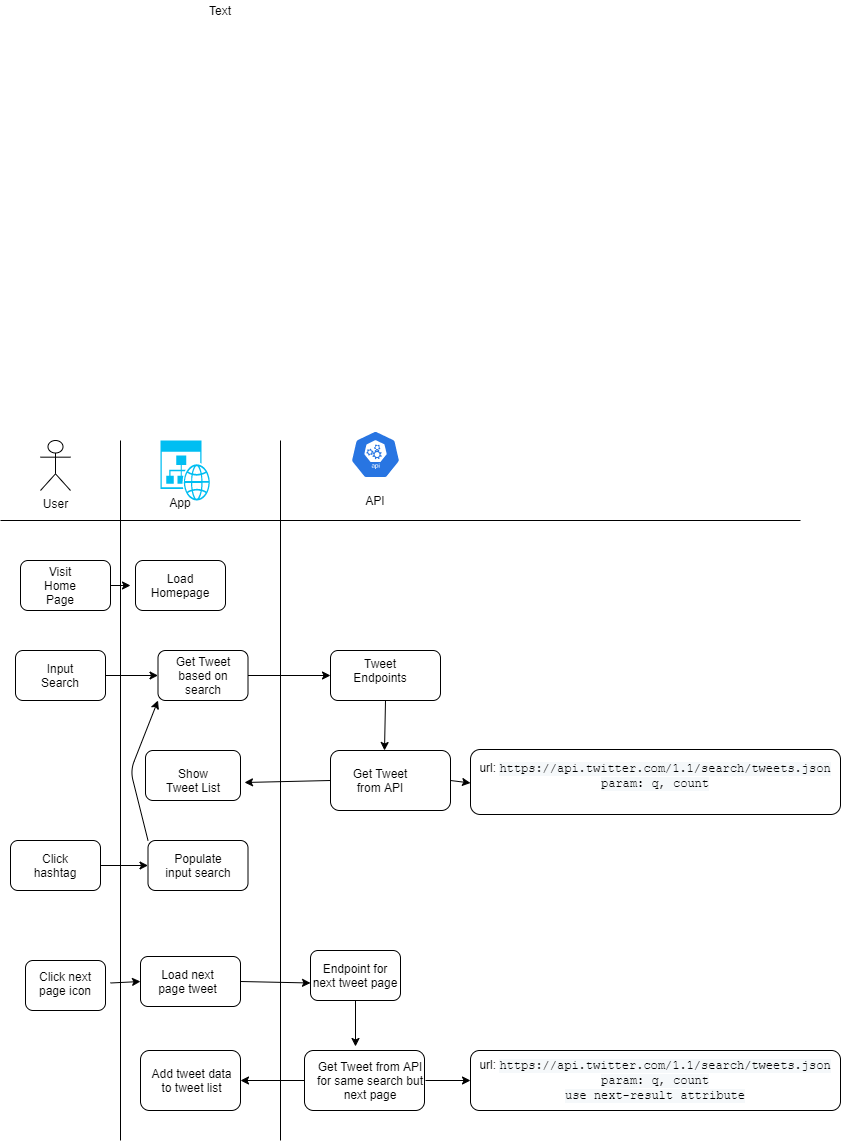 Text
api
User
App
API
Visit
Home
Page
Load
Homepage
Input
Search
Get Tweet
based on
search
Tweet
Endpoints
Show
Tweet List
Get Tweet
from API
url: https://api.twitter.com/1.1/search/tweets.json
param: q, count
Click
hashtag
Populate
input search
Click next
page icon
Load next
page tweet
Endpoint for
next tweet page
Add tweet data
to tweet list
Get Tweet from API
for same search but
next page
url: https://api.twitter.com/1.1/search/tweets.json
param: q, count
use next-result attribute